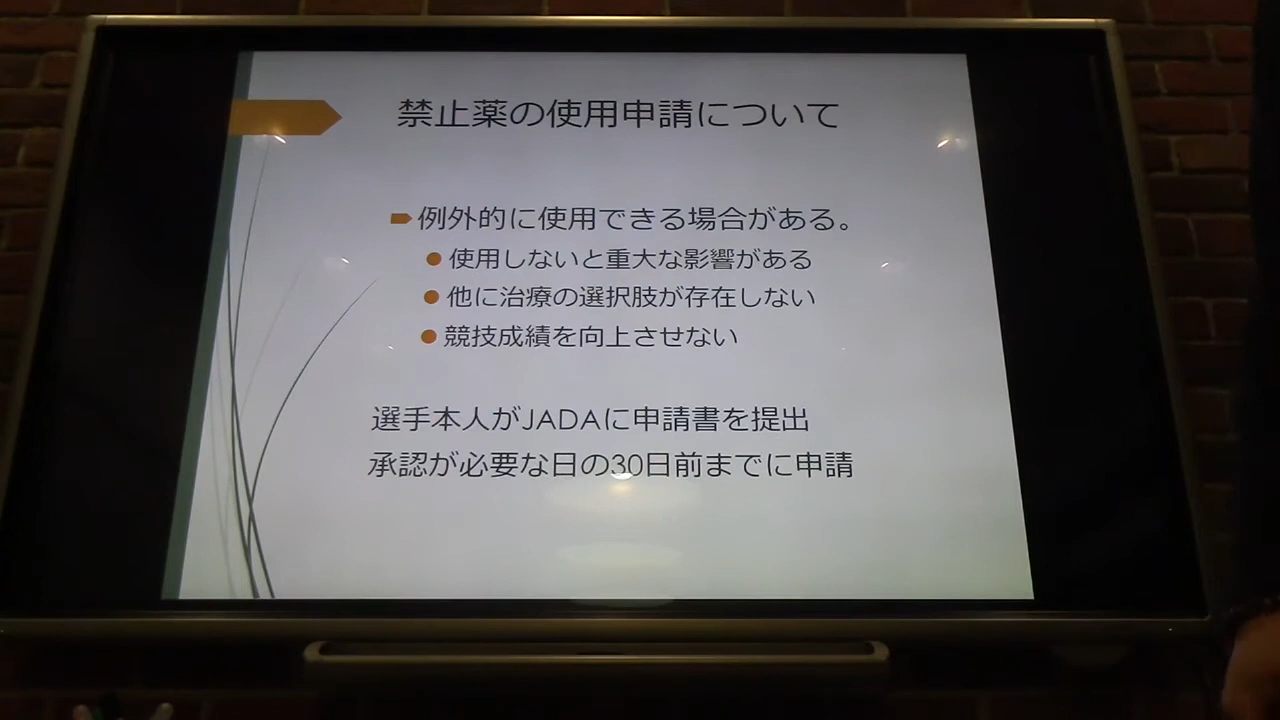 禁止薬の使用申請について
例外的に使用できる場合がある。
使用しないと重大な影響がある
他に治療の選択肢が存在しない
競技成績を向上させない
選手本人がJADAに申請書を提出
承認が必要な日の30日前までに申請